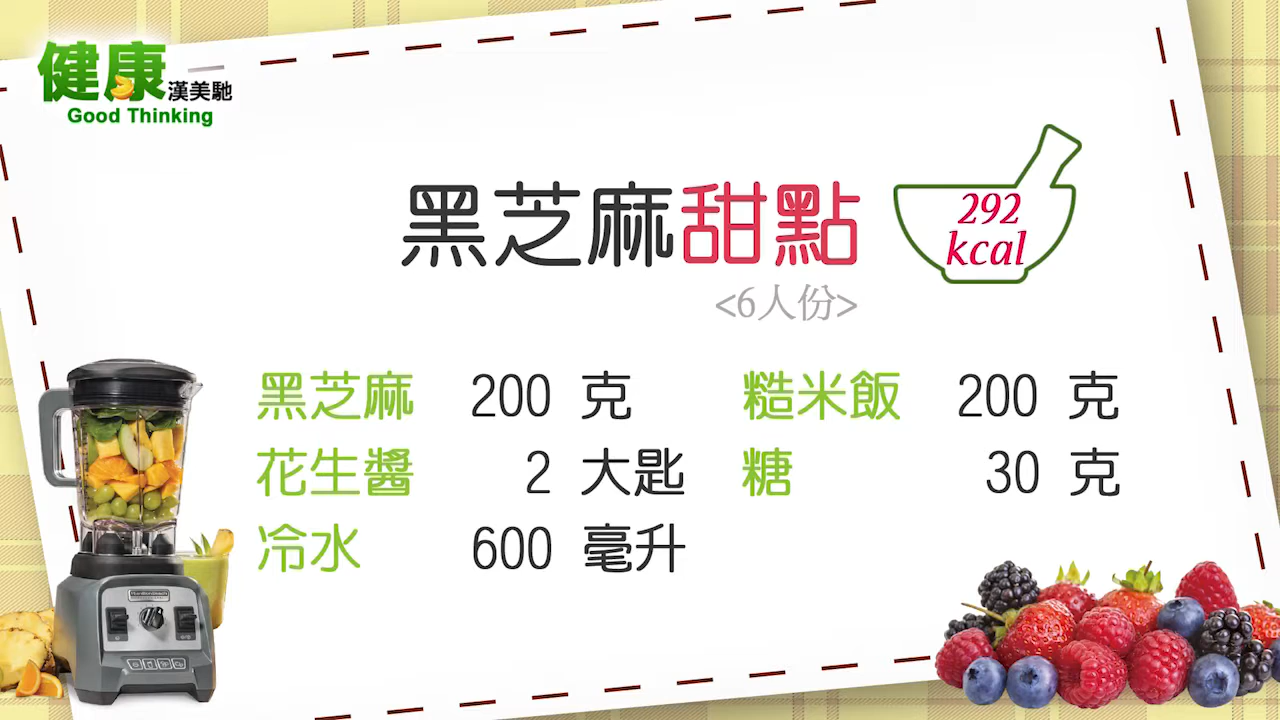 健康漢美馳
Good Thinking
黑芝麻甜點
292
kcal
<6人份>
黑芝麻 200 克 糙米飯 200 克
花生醬 2 大匙 糖 30 克
冷水 600 毫升